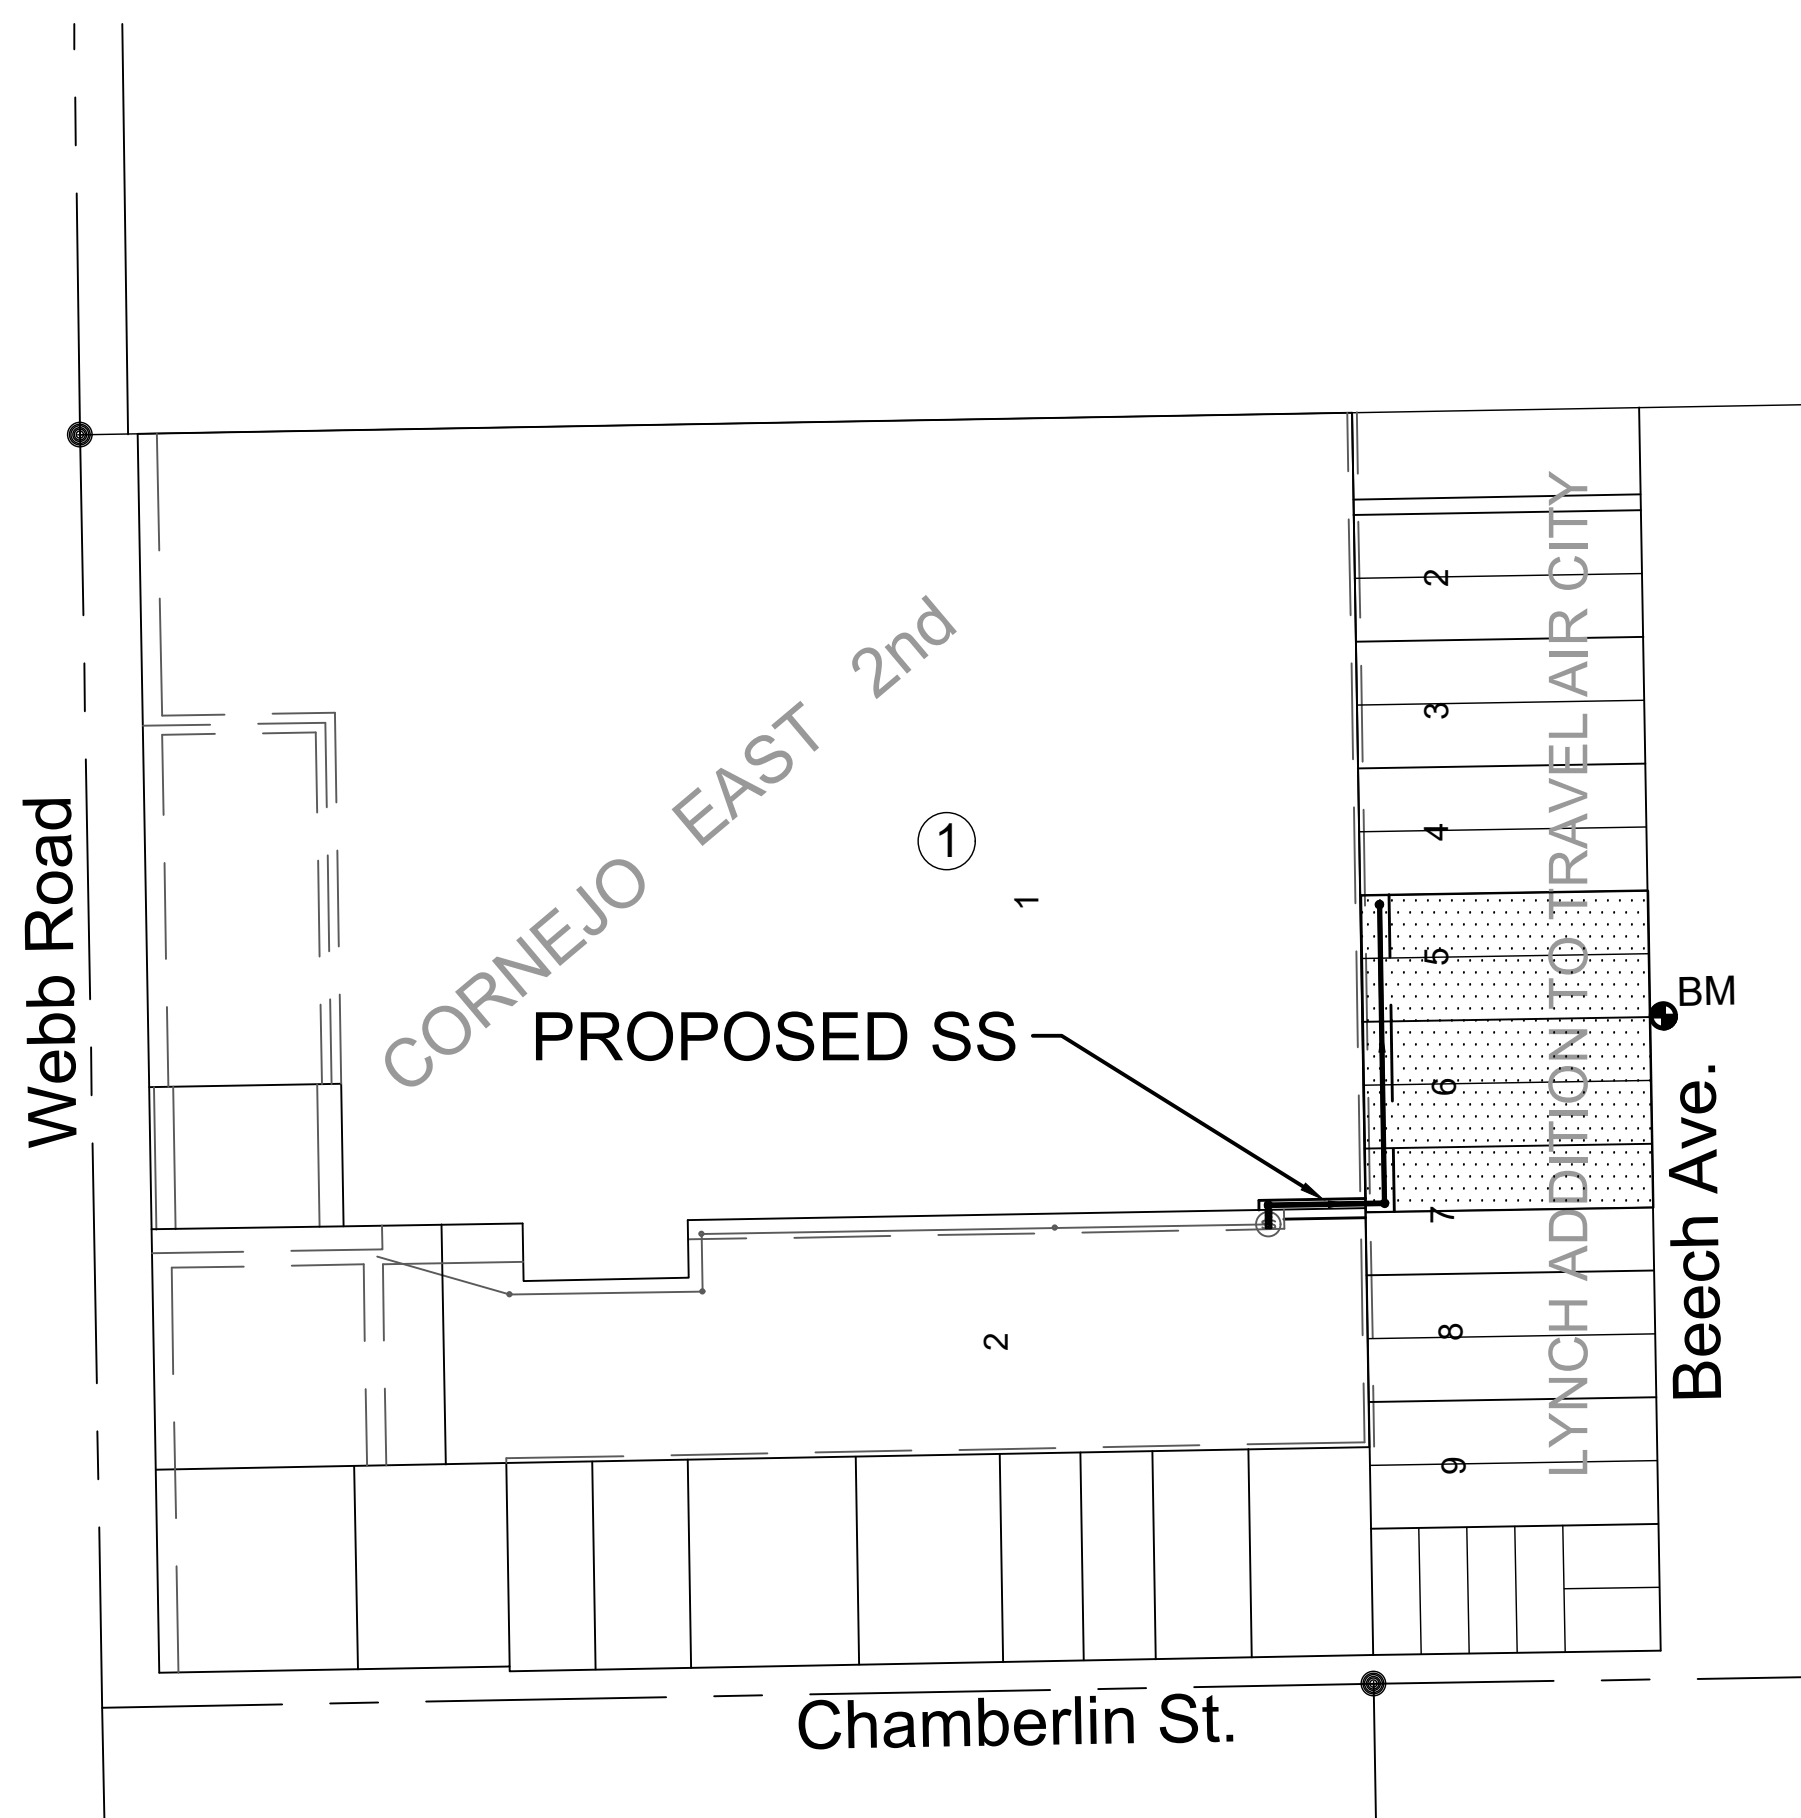 CORNEJO EAST 2nd
1
1
PROPOSED SS
2
Webb Road
Chamberlin St.
Beech Ave.
BM
LYNCH ADDITION TO TRAVEL AIR CITY
2
3
4
5
6
7
8
9